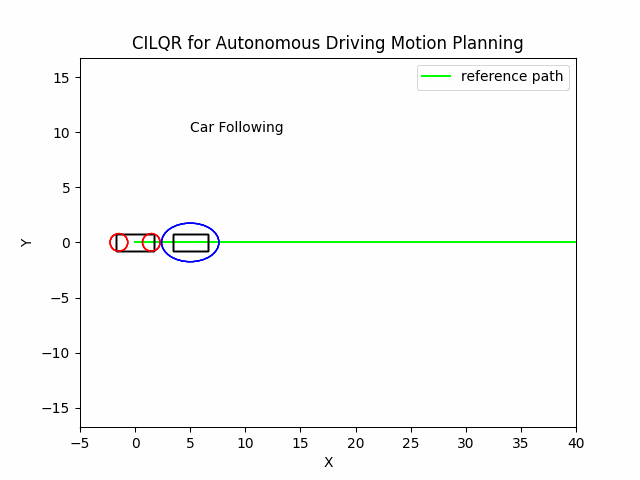 CILQR for Autonomous Driving Motion Planning
reference path
Car Following
15
10
5
0
−5
−10
−15
Y
−5 0 5 10 15 20 25 30 35 40
X